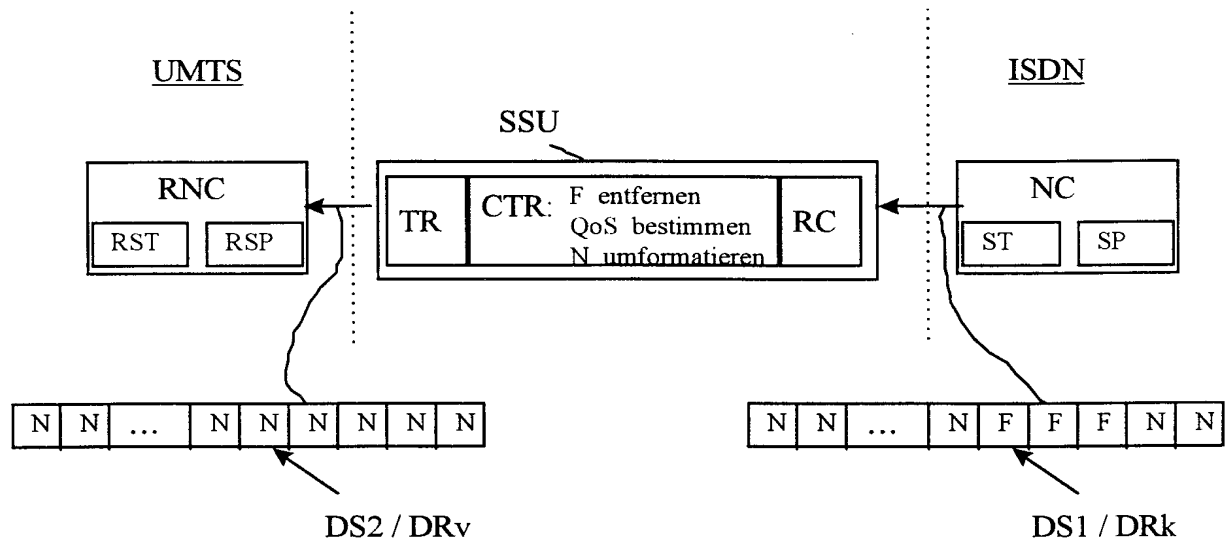 UMTS
ISDN
SSU
RNC
RST RSP
TR
CTR: F entfernen
QoS bestimmen
N umformatieren
RC
NC
ST SP
N N ... N N N N N N
N N ... N F F F N N
DS2 / DRv
DS1 / DRk